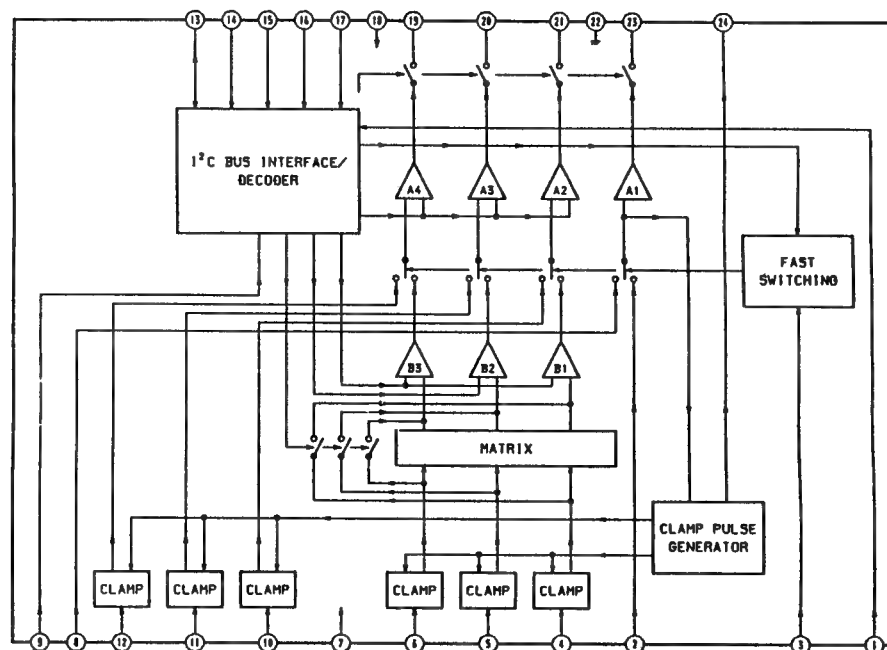 13 14 15 16 17 18 19 20 21 22 23 24
I²C BUS INTERFACE/
DECODER
A4 A3 A2 A1
FAST
SWITCHING
B3 B2 B1
MATRIX
CLAMP PULSE
GENERATOR
CLAMP CLAMP CLAMP CLAMP CLAMP CLAMP
9 8 12 11 10 7 6 5 4 2 3 1